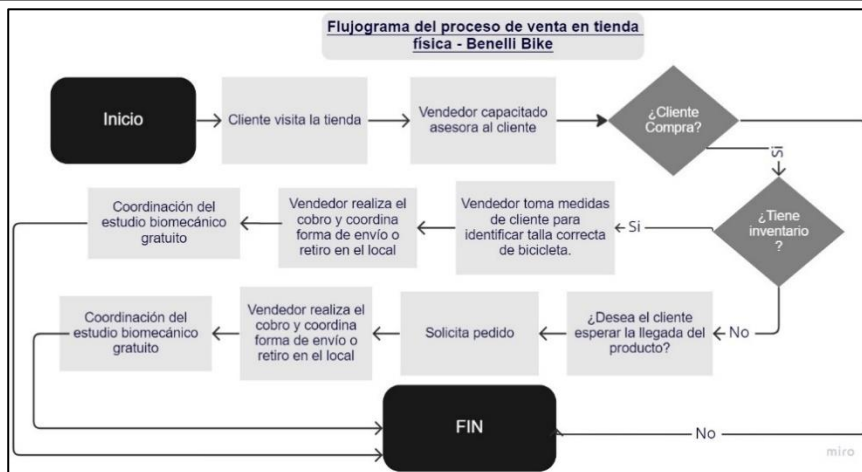 Flujograma del proceso de venta en tienda
física - Benelli Bike
Inicio
Cliente visita la tienda
Vendedor capacitado
asesora al cliente
¿Cliente
Compra?
Si
¿Tiene
inventario
?
Si
Vendedor toma medidas
de cliente para
identificar talla correcta
de bicicleta.
Vendedor realiza el
cobro y coordina
forma de envío o
retiro en el local
Coordinación del
estudio biomecánico
gratuito
No
¿Desea el cliente
esperar la llegada del
producto?
Solicita pedido
Vendedor realiza el
cobro y coordina
forma de envío o
retiro en el local
Coordinación del
estudio biomecánico
gratuito
FIN
No
miro